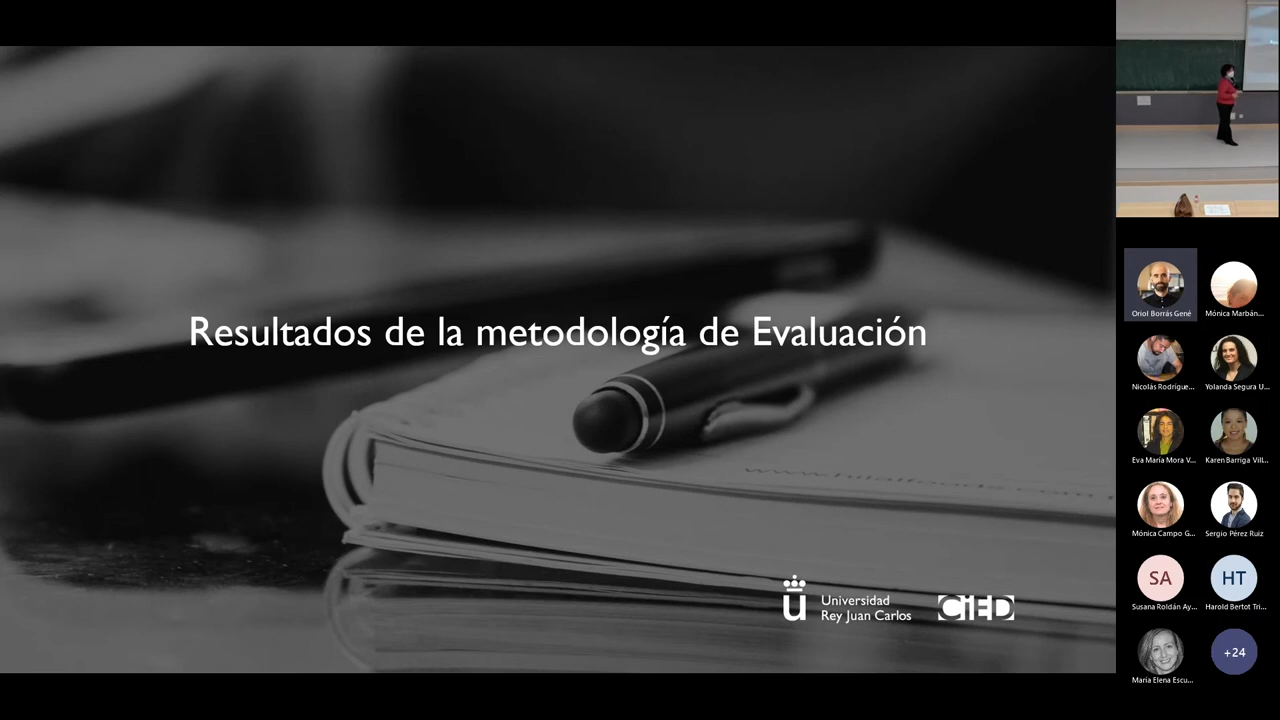 Resultados de la metodología de Evaluación
Universidad
Rey Juan Carlos
CiED
Oriol Borrás Gené
Mónica Marbán...
Nicolás Rodrígue...
Yolanda Segura U...
Eva María Mora V...
Karen Barriga Vill...
Mónica Campo G...
Sergio Pérez Ruiz
SA
HT
Susana Roldán Ay...
Harold Bertot Tri...
María Elena Escu...
+24